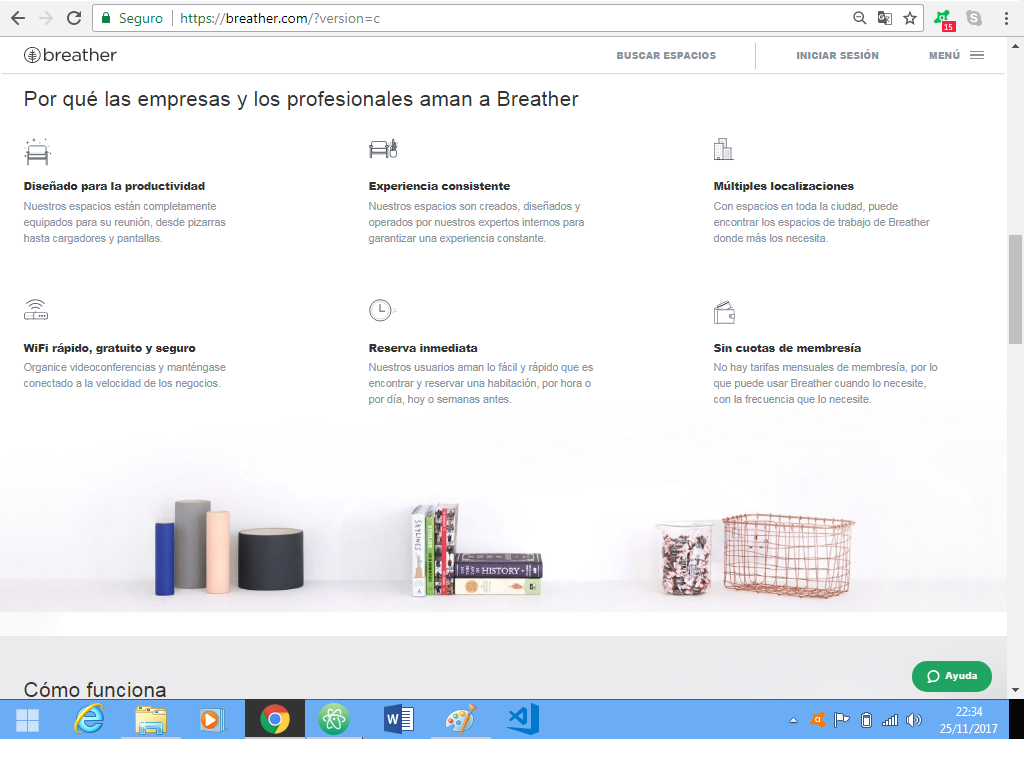 Seguro https://breather.com/?version=c
15
breather
BUSCAR ESPACIOS
INICIAR SESIÓN
MENÚ
Por qué las empresas y los profesionales aman a Breather
Diseñado para la productividad
Nuestros espacios están completamente
equipados para su reunión, desde pizarras
hasta cargadores y pantallas.
Experiencia consistente
Nuestros espacios son creados, diseñados y
operados por nuestros expertos internos para
garantizar una experiencia constante.
Múltiples localizaciones
Con espacios en toda la ciudad, puede
encontrar los espacios de trabajo de Breather
donde más los necesita.
WiFi rápido, gratuito y seguro
Organice videoconferencias y manténgase
conectado a la velocidad de los negocios.
Reserva inmediata
Nuestros usuarios aman lo fácil y rápido que es
encontrar y reservar una habitación, por hora o
por día, hoy o semanas antes.
Sin cuotas de membresía
No hay tarifas mensuales de membresía, por lo
que puede usar Breather cuando lo necesite,
con la frecuencia que lo necesite.
SKYLINES
HISTORY
Cómo funciona
Ayuda
22:34
25/11/2017